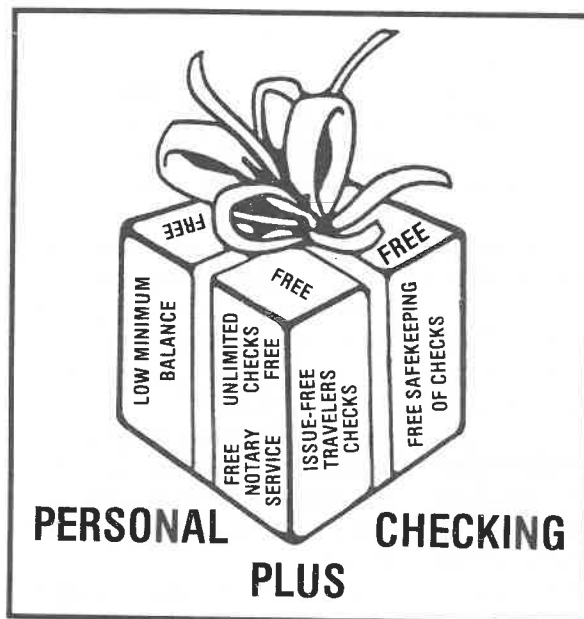 FREE
FREE
FREE
LOW MINIMUM
BALANCE
UNLIMITED
CHECKS
FREE
FREE
NOTARY
SERVICE
ISSUE-FREE
TRAVELERS
CHECKS
FREE SAFEKEEPING
OF CHECKS
PERSONAL CHECKING
PLUS